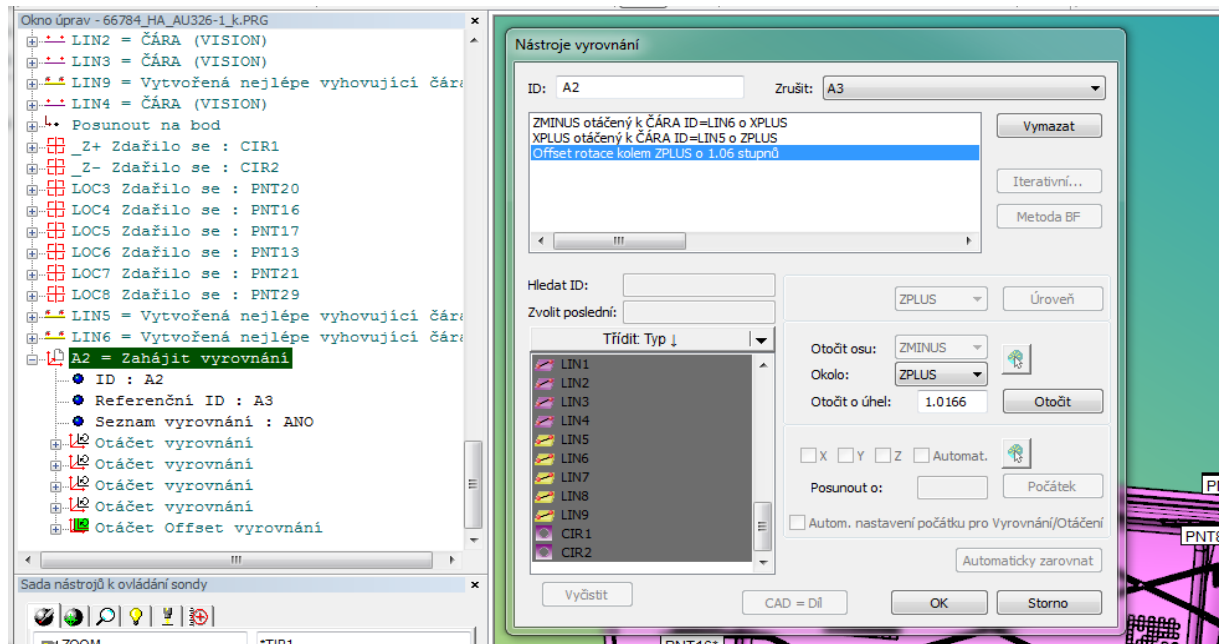 Okno úprav - 66784_HA_AU326-1_k.PRG
LIN2 = ČÁRA (VISION)
LIN3 = ČÁRA (VISION)
LIN9 = Vytvořená nejlépe vyhovující čára
LIN4 = ČÁRA (VISION)
Posunout na bod
_Z+ Zdařilo se : CIR1
_Z- Zdařilo se : CIR2
LOC3 Zdařilo se : PNT20
LOC4 Zdařilo se : PNT16
LOC5 Zdařilo se : PNT17
LOC6 Zdařilo se : PNT13
LOC7 Zdařilo se : PNT21
LOC8 Zdařilo se : PNT29
LIN5 = Vytvořená nejlépe vyhovující čára
LIN6 = Vytvořená nejlépe vyhovující čára
A2 = Zahájit vyrovnání
ID : A2
Referenční ID : A3
Seznam vyrovnání : ANO
Otáčet vyrovnání
Otáčet vyrovnání
Otáčet vyrovnání
Otáčet vyrovnání
Otáčet Offset vyrovnání
Sada nástrojů k ovládání sondy
ZOOM *TIP1
Nástroje vyrovnání
ID: A2 Zrušit: A3
ZMINUS otáčený k ČÁRA ID=LIN6 o XPLUS
XPLUS otáčený k ČÁRA ID=LIN5 o ZPLUS
Offset rotace kolem ZPLUS o 1.06 stupnů
Vymazat
Iterativní...
Metoda BF
Hledat ID:
Zvolit poslední:
Třídit: Typ ↓
LIN1
LIN2
LIN3
LIN4
LIN5
LIN6
LIN7
LIN8
LIN9
CIR1
CIR2
ZPLUS Úroveň
Otočit osu: ZMINUS
Okolo: ZPLUS
Otočit o úhel: 1.0166 Otočit
X Y Z Automat.
Posunout o: Počátek
Autom. nastavení počátku pro Vyrovnání/Otáčení
Automaticky zarovnat
Vyčistit CAD = Díl OK Storno
PNT16*